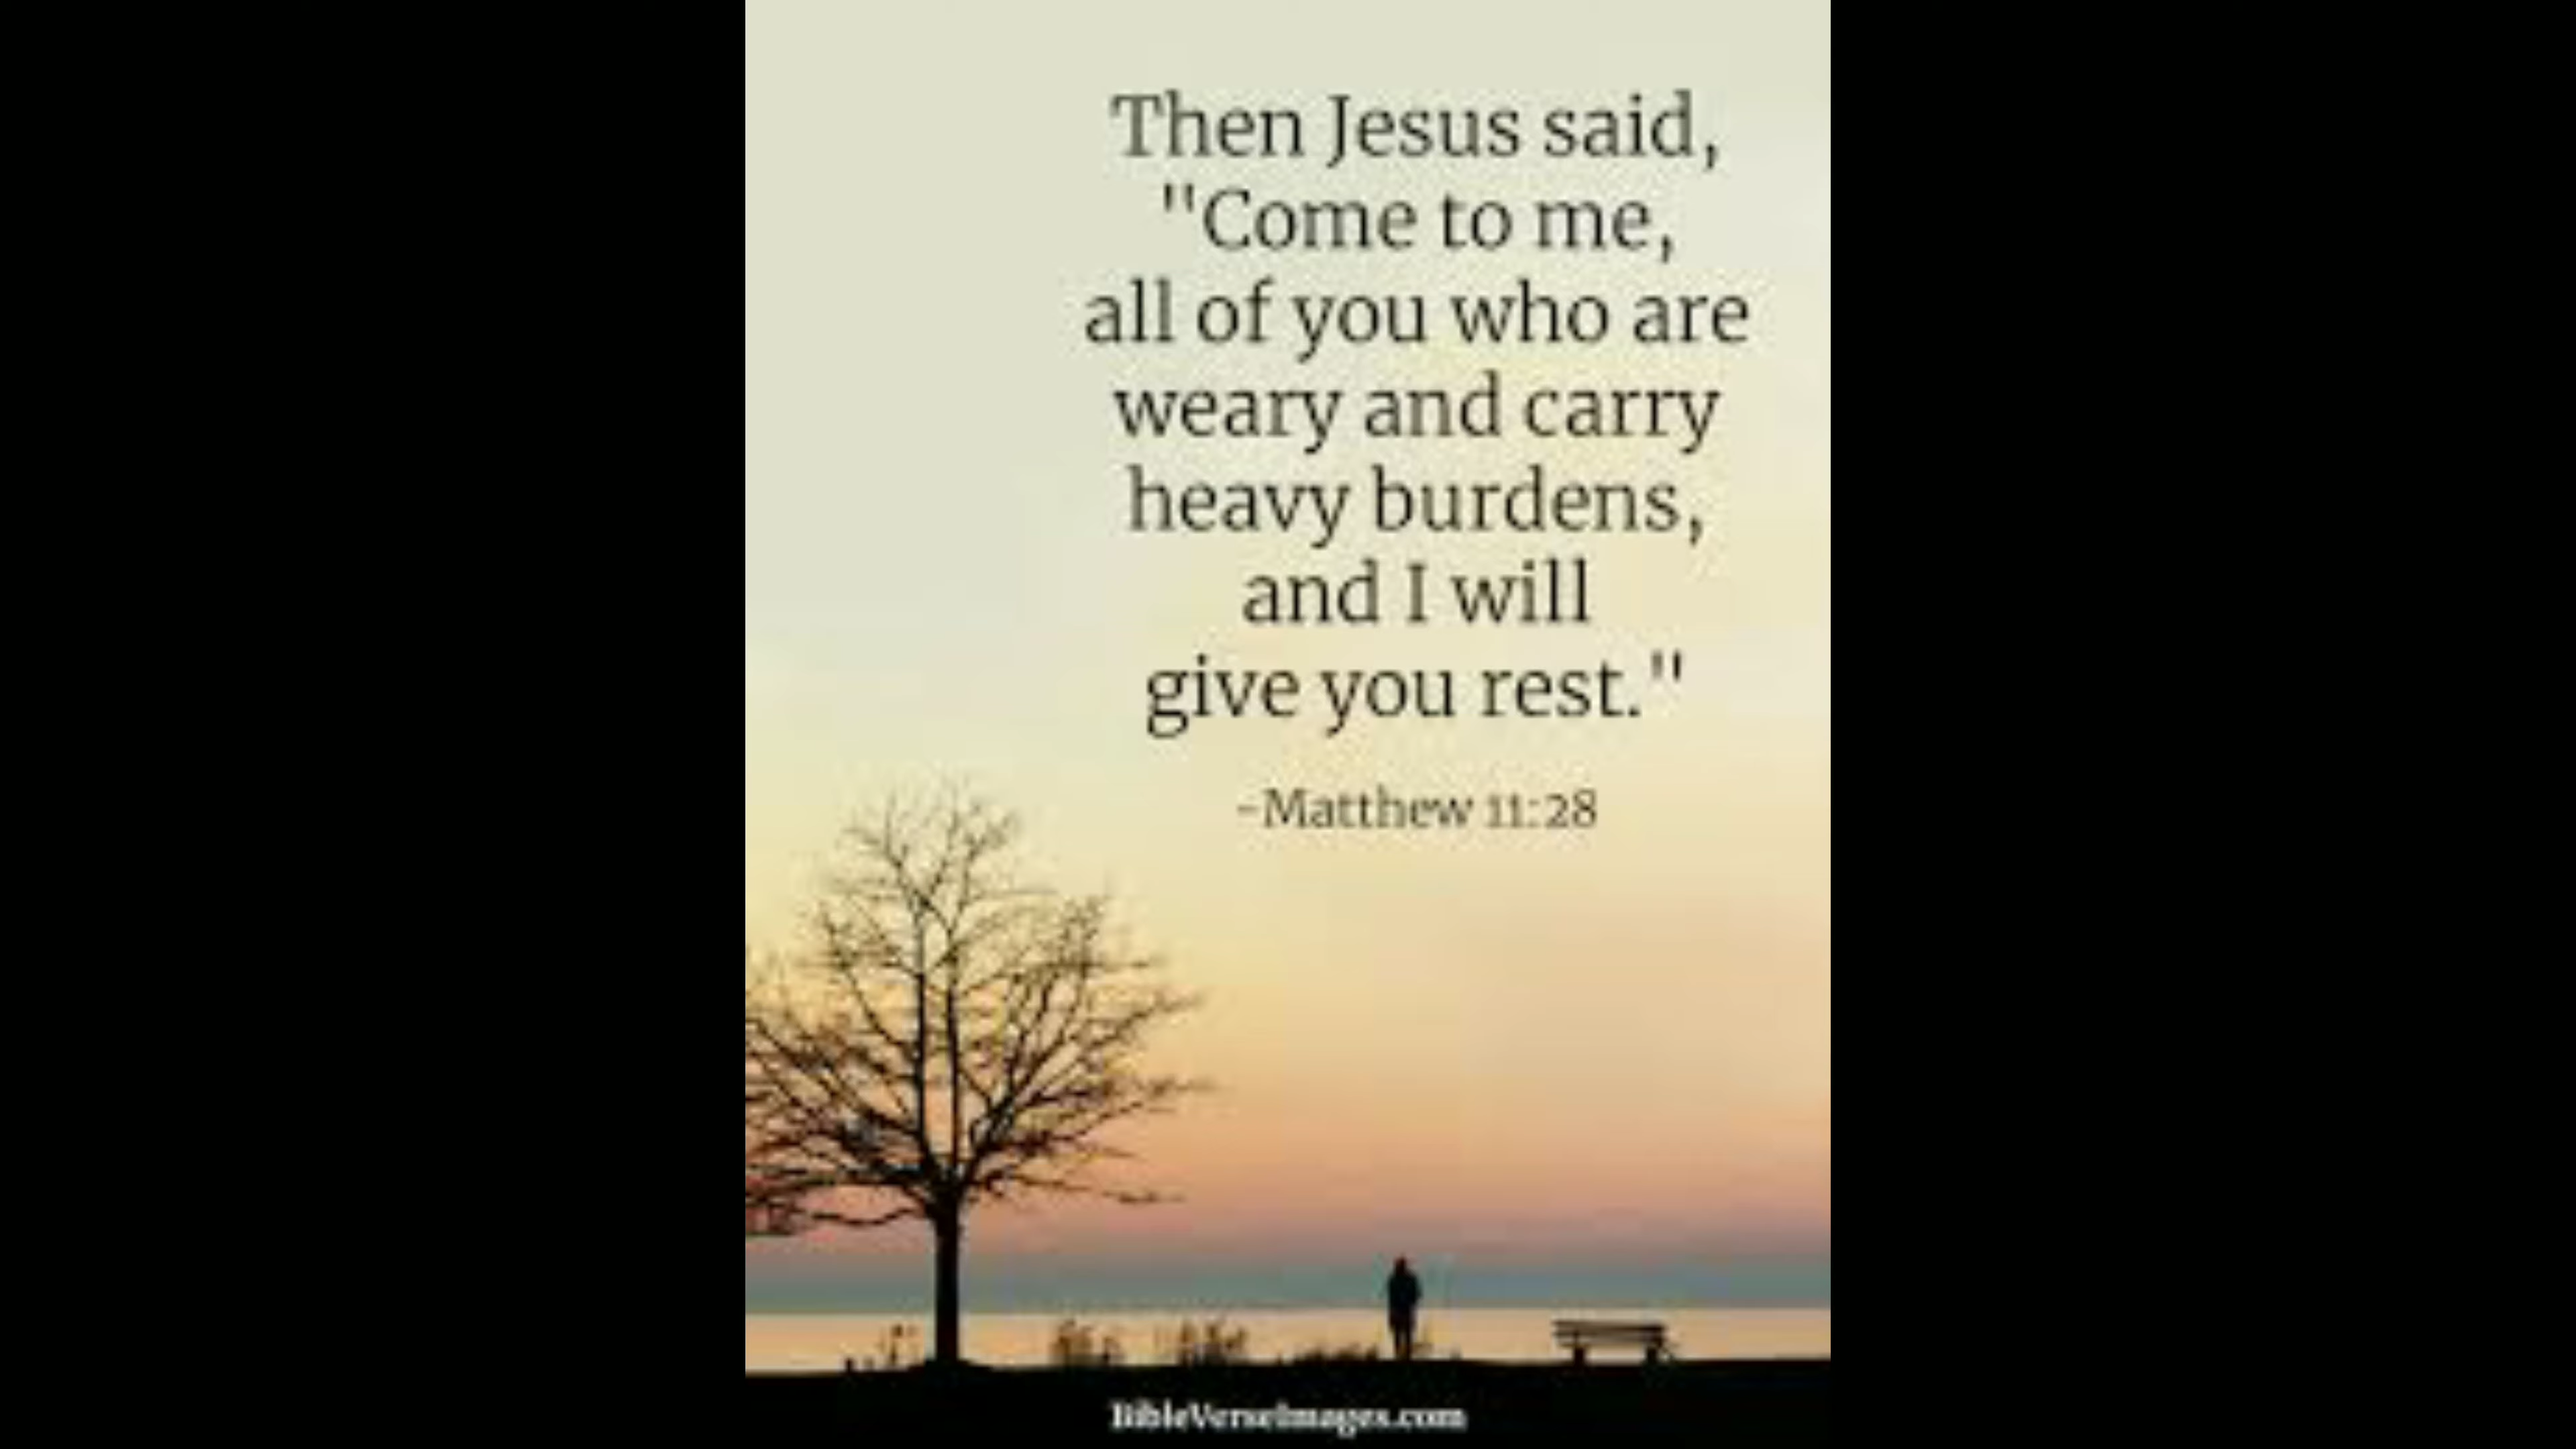 Then Jesus said,
"Come to me,
all of you who are
weary and carry
heavy burdens,
and I will
give you rest."
-Matthew 11:28
BibleVerseImages.com